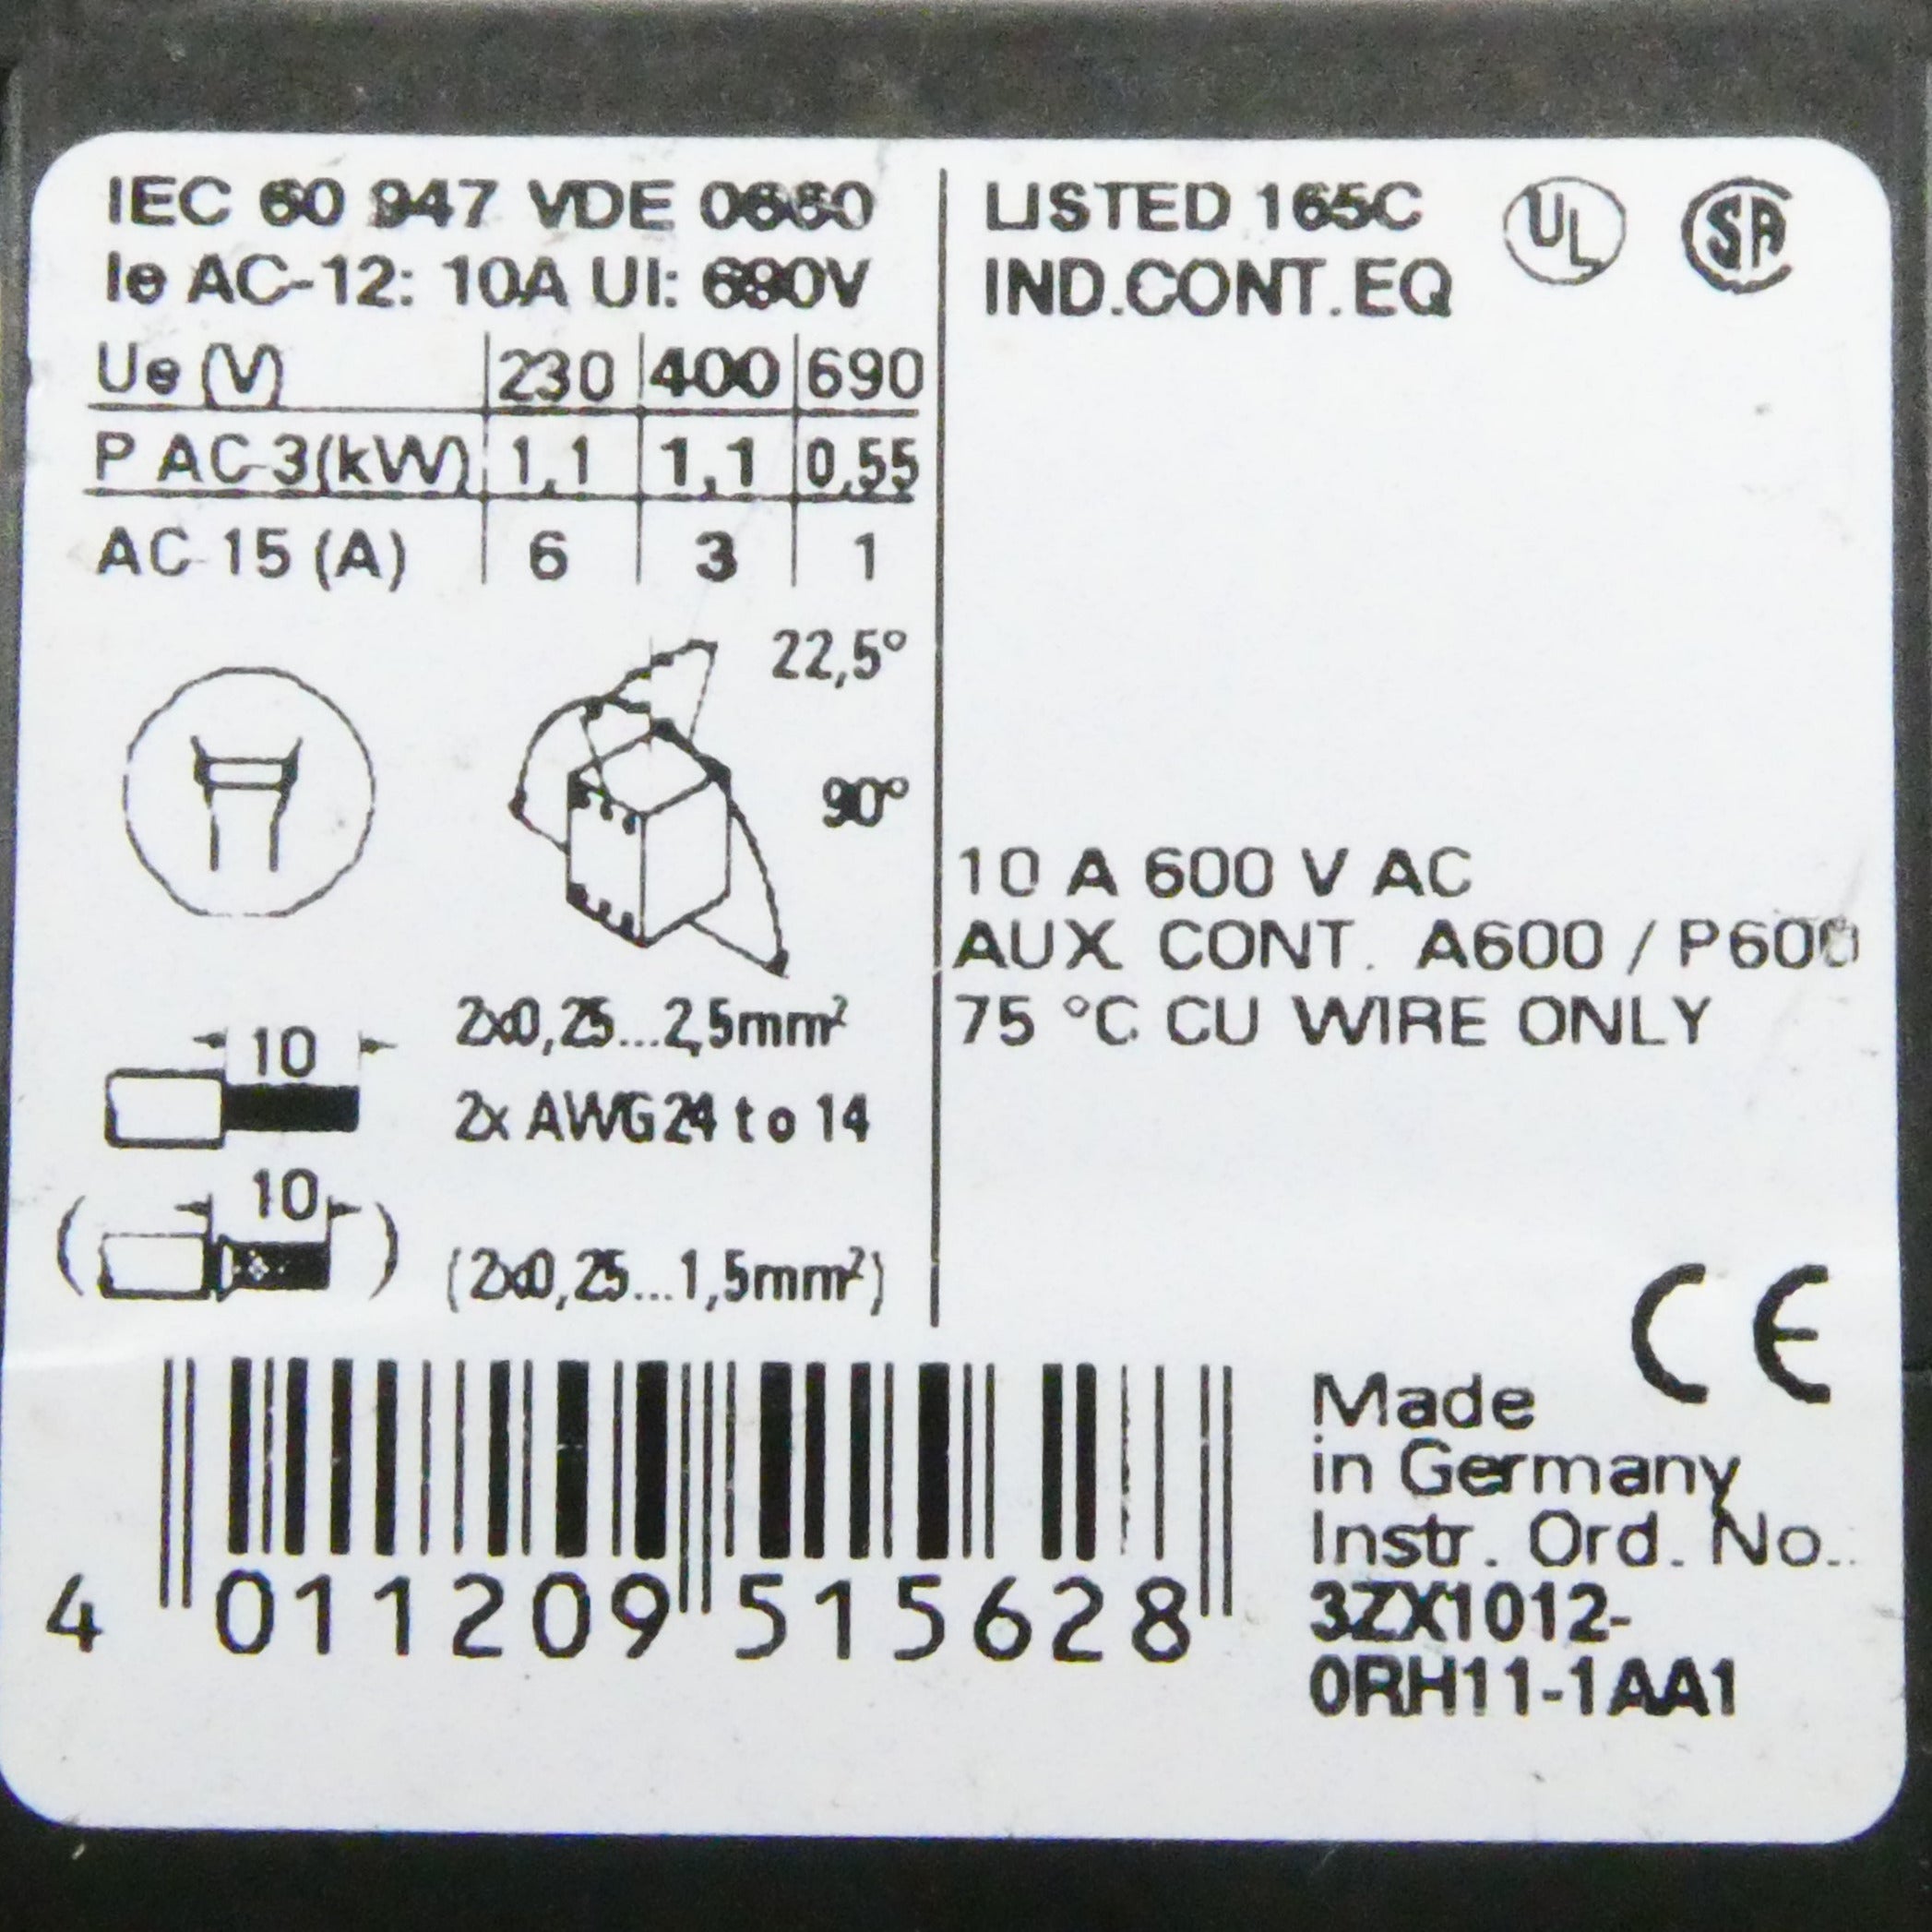 IEC 60 947 VDE 0660
Ie AC-12: 10A UI: 690V
Ue (V) 230 400 690
P AC-3(kW) 1,1 1,1 0,55
AC-15 (A) 6 3 1
22,5°
90°
10
2x0,25...2,5mm²
2x AWG 24 to 14
( 10 )
(2x0,25...1,5mm²)
LISTED 165C
IND.CONT.EQ
UL
SA
10 A 600 V AC
AUX. CONT. A600 / P600
75 °C CU WIRE ONLY
CE
4 011209 515628
Made
in Germany
Instr. Ord. No..
3ZX1012-
0RH11-1AA1